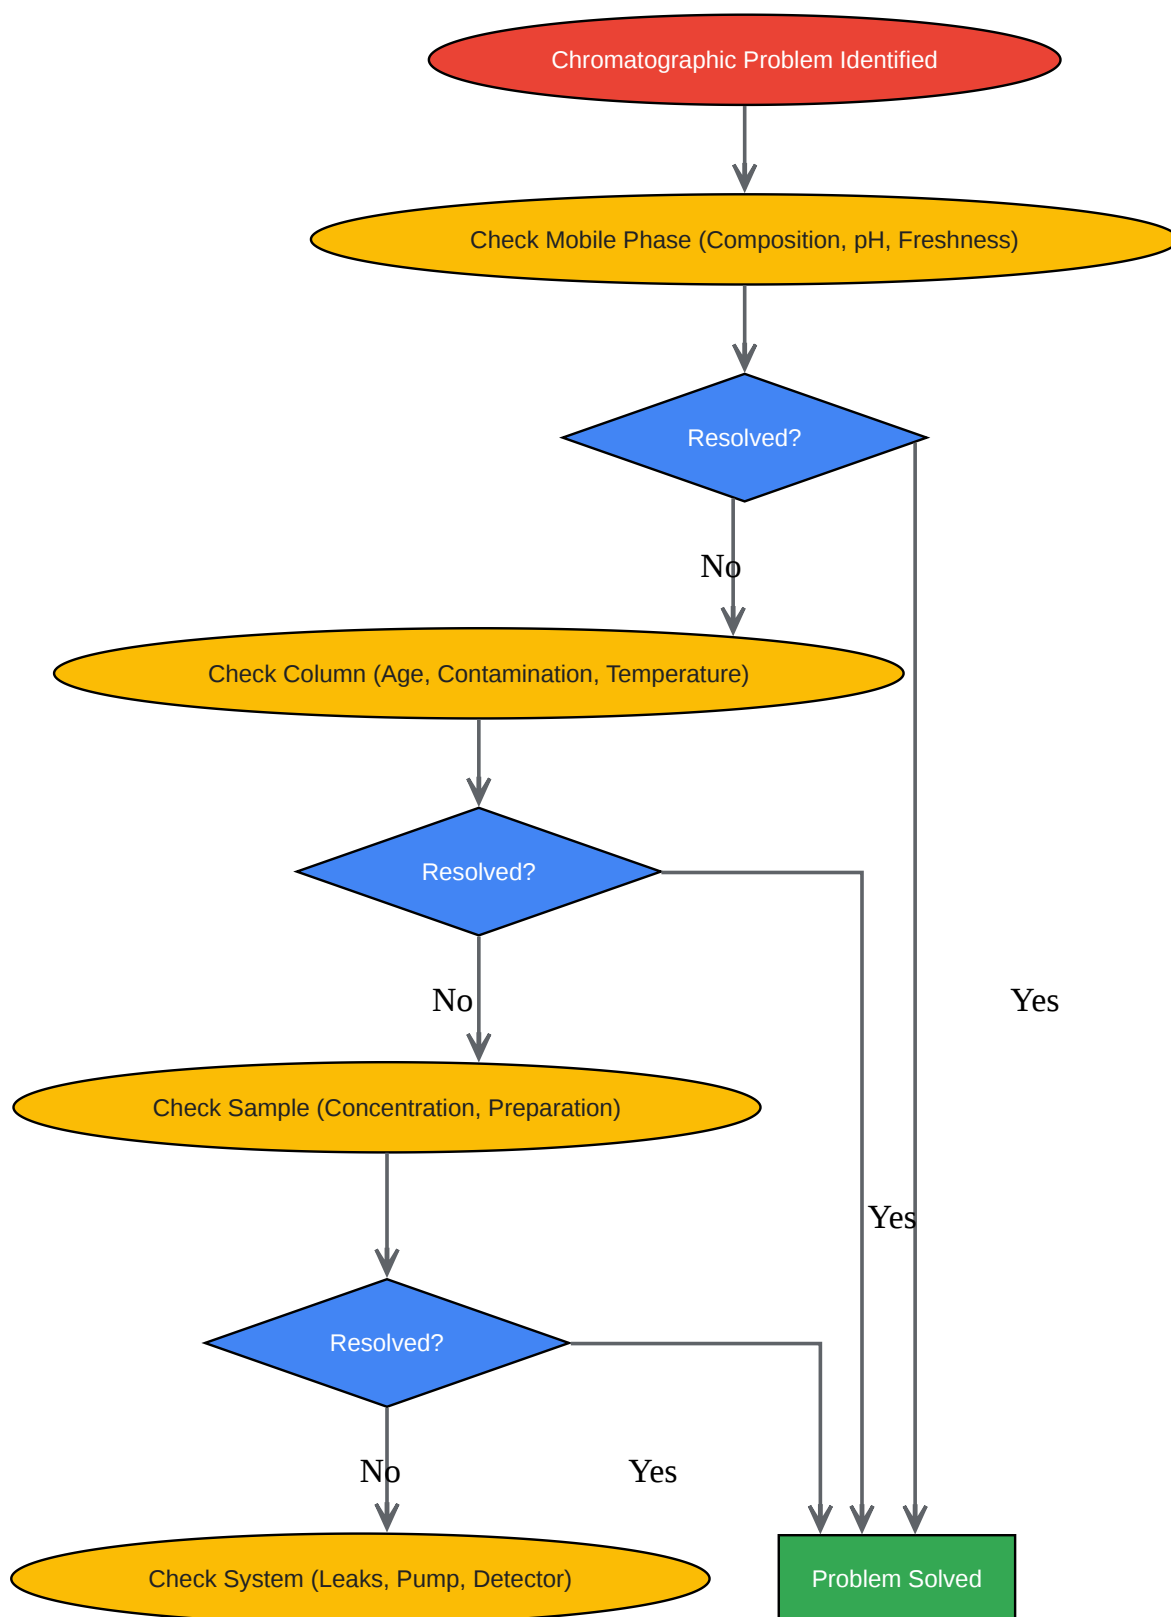 Chromatographic Problem Identified
Check Mobile Phase (Composition, pH, Freshness)
Resolved?
No
Check Column (Age, Contamination, Temperature)
Resolved?
No
Yes
Check Sample (Concentration, Preparation)
Yes
Resolved?
No
Yes
Check System (Leaks, Pump, Detector)
Problem Solved